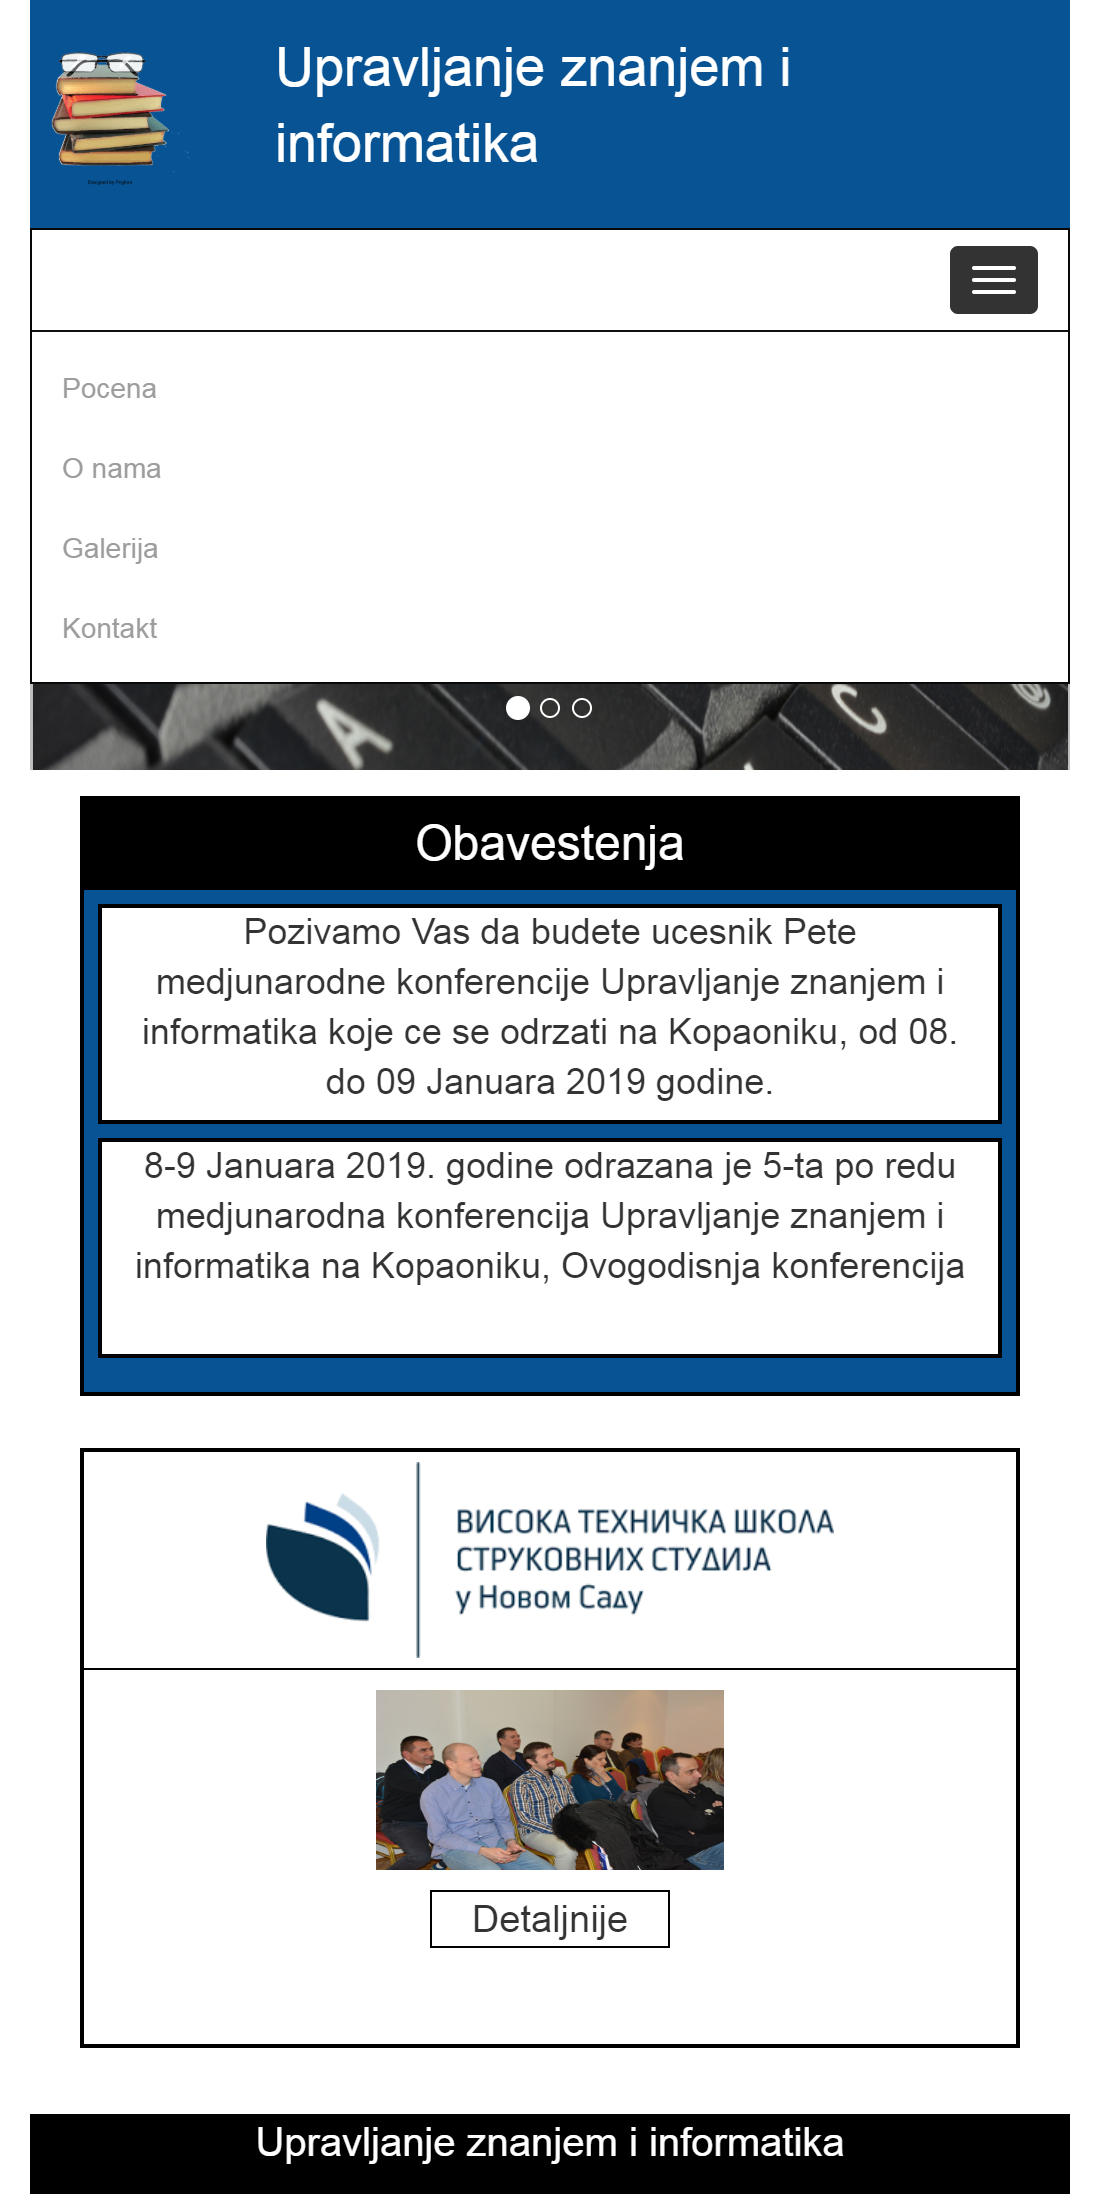 Upravljanje znanjem i
informatika
Pocena
O nama
Galerija
Kontakt
A
C
@
Obavestenja
Pozivamo Vas da budete ucesnik Pete
medjunarodne konferencije Upravljanje znanjem i
informatika koje ce se odrzati na Kopaoniku, od 08.
do 09 Januara 2019 godine.
8-9 Januara 2019. godine odrazana je 5-ta po redu
medjunarodna konferencija Upravljanje znanjem i
informatika na Kopaoniku, Ovogodisnja konferencija
ВИСОКА ТЕХНИЧКА ШКОЛА
СТРУКОВНИХ СТУДИЈА
у Новом Саду
Detaljnije
Upravljanje znanjem i informatika